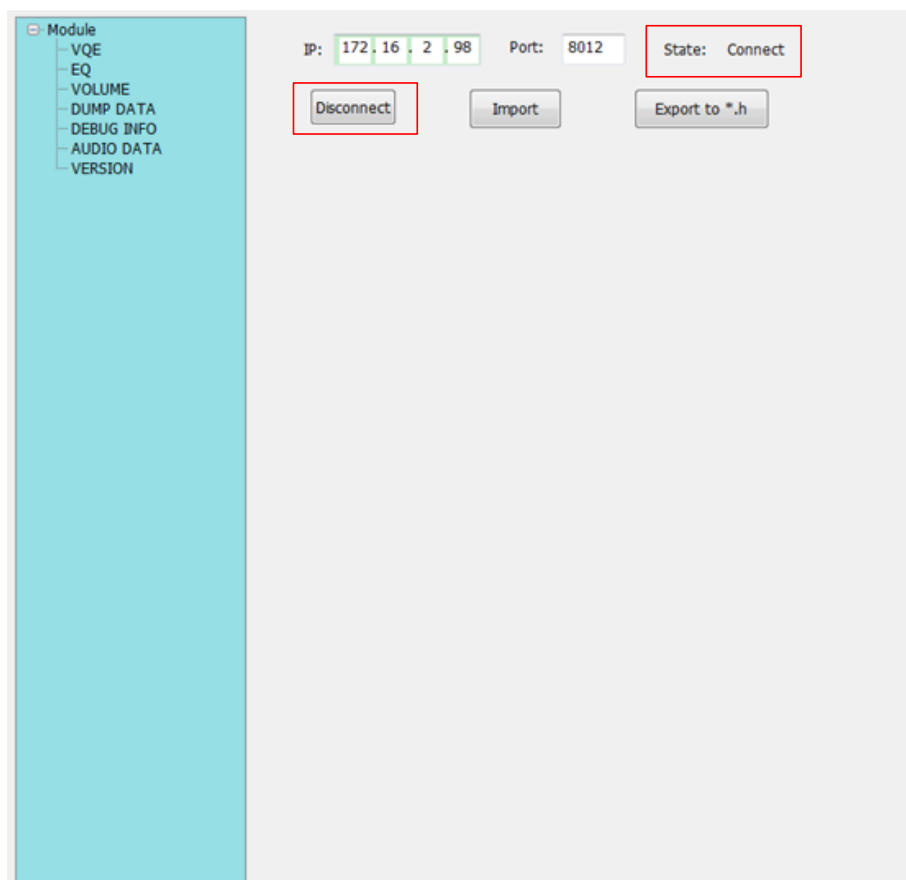 Module
VQE
EQ
VOLUME
DUMP DATA
DEBUG INFO
AUDIO DATA
VERSION
IP: 172 . 16 . 2 . 98 Port: 8012 State: Connect
Disconnect Import Export to *.h